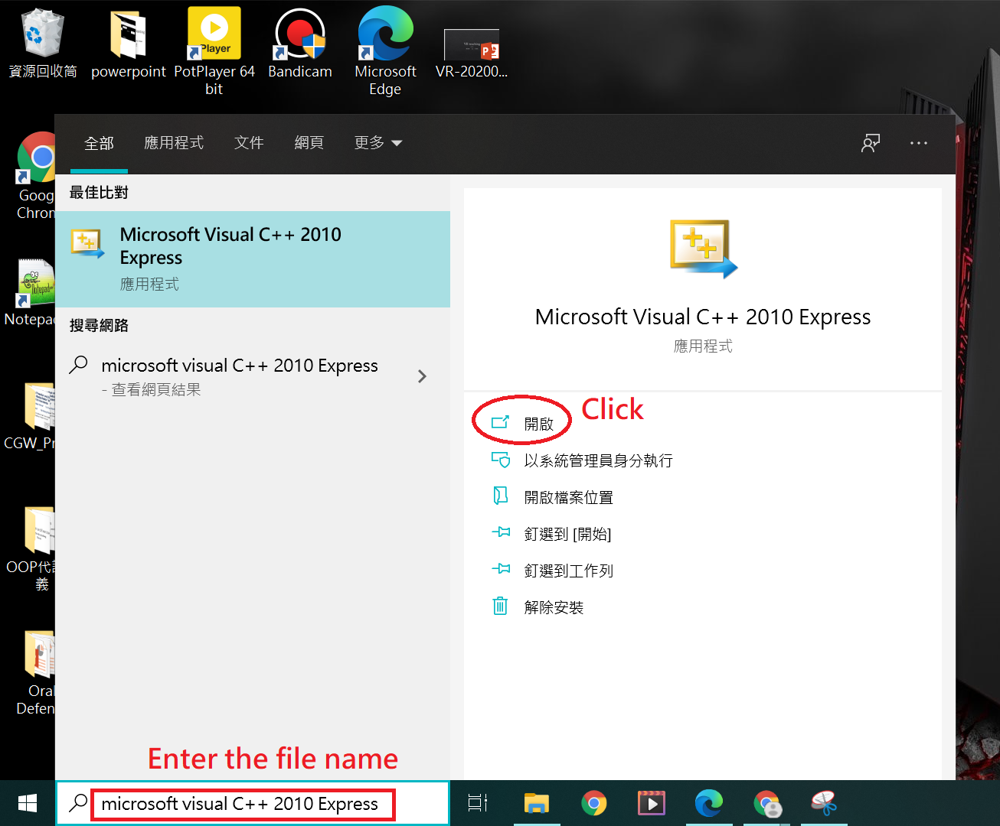 資源回收筒
powerpoint
Player
PotPlayer 64
bit
Bandicam
Microsoft
Edge
VR-20200...
全部
應用程式
文件
網頁
更多
Goog
Chrom
最佳比對
Microsoft Visual C++ 2010
Express
應用程式
Notepad++
Notepa
搜尋網路
microsoft visual C++ 2010 Express
- 查看網頁結果
CGW_Pr
OOP代
義
Oral
Defen
Microsoft Visual C++ 2010 Express
應用程式
開啟
Click
以系統管理員身分執行
開啟檔案位置
釘選到 [開始]
釘選到工作列
解除安裝
Enter the file name
microsoft visual C++ 2010 Express